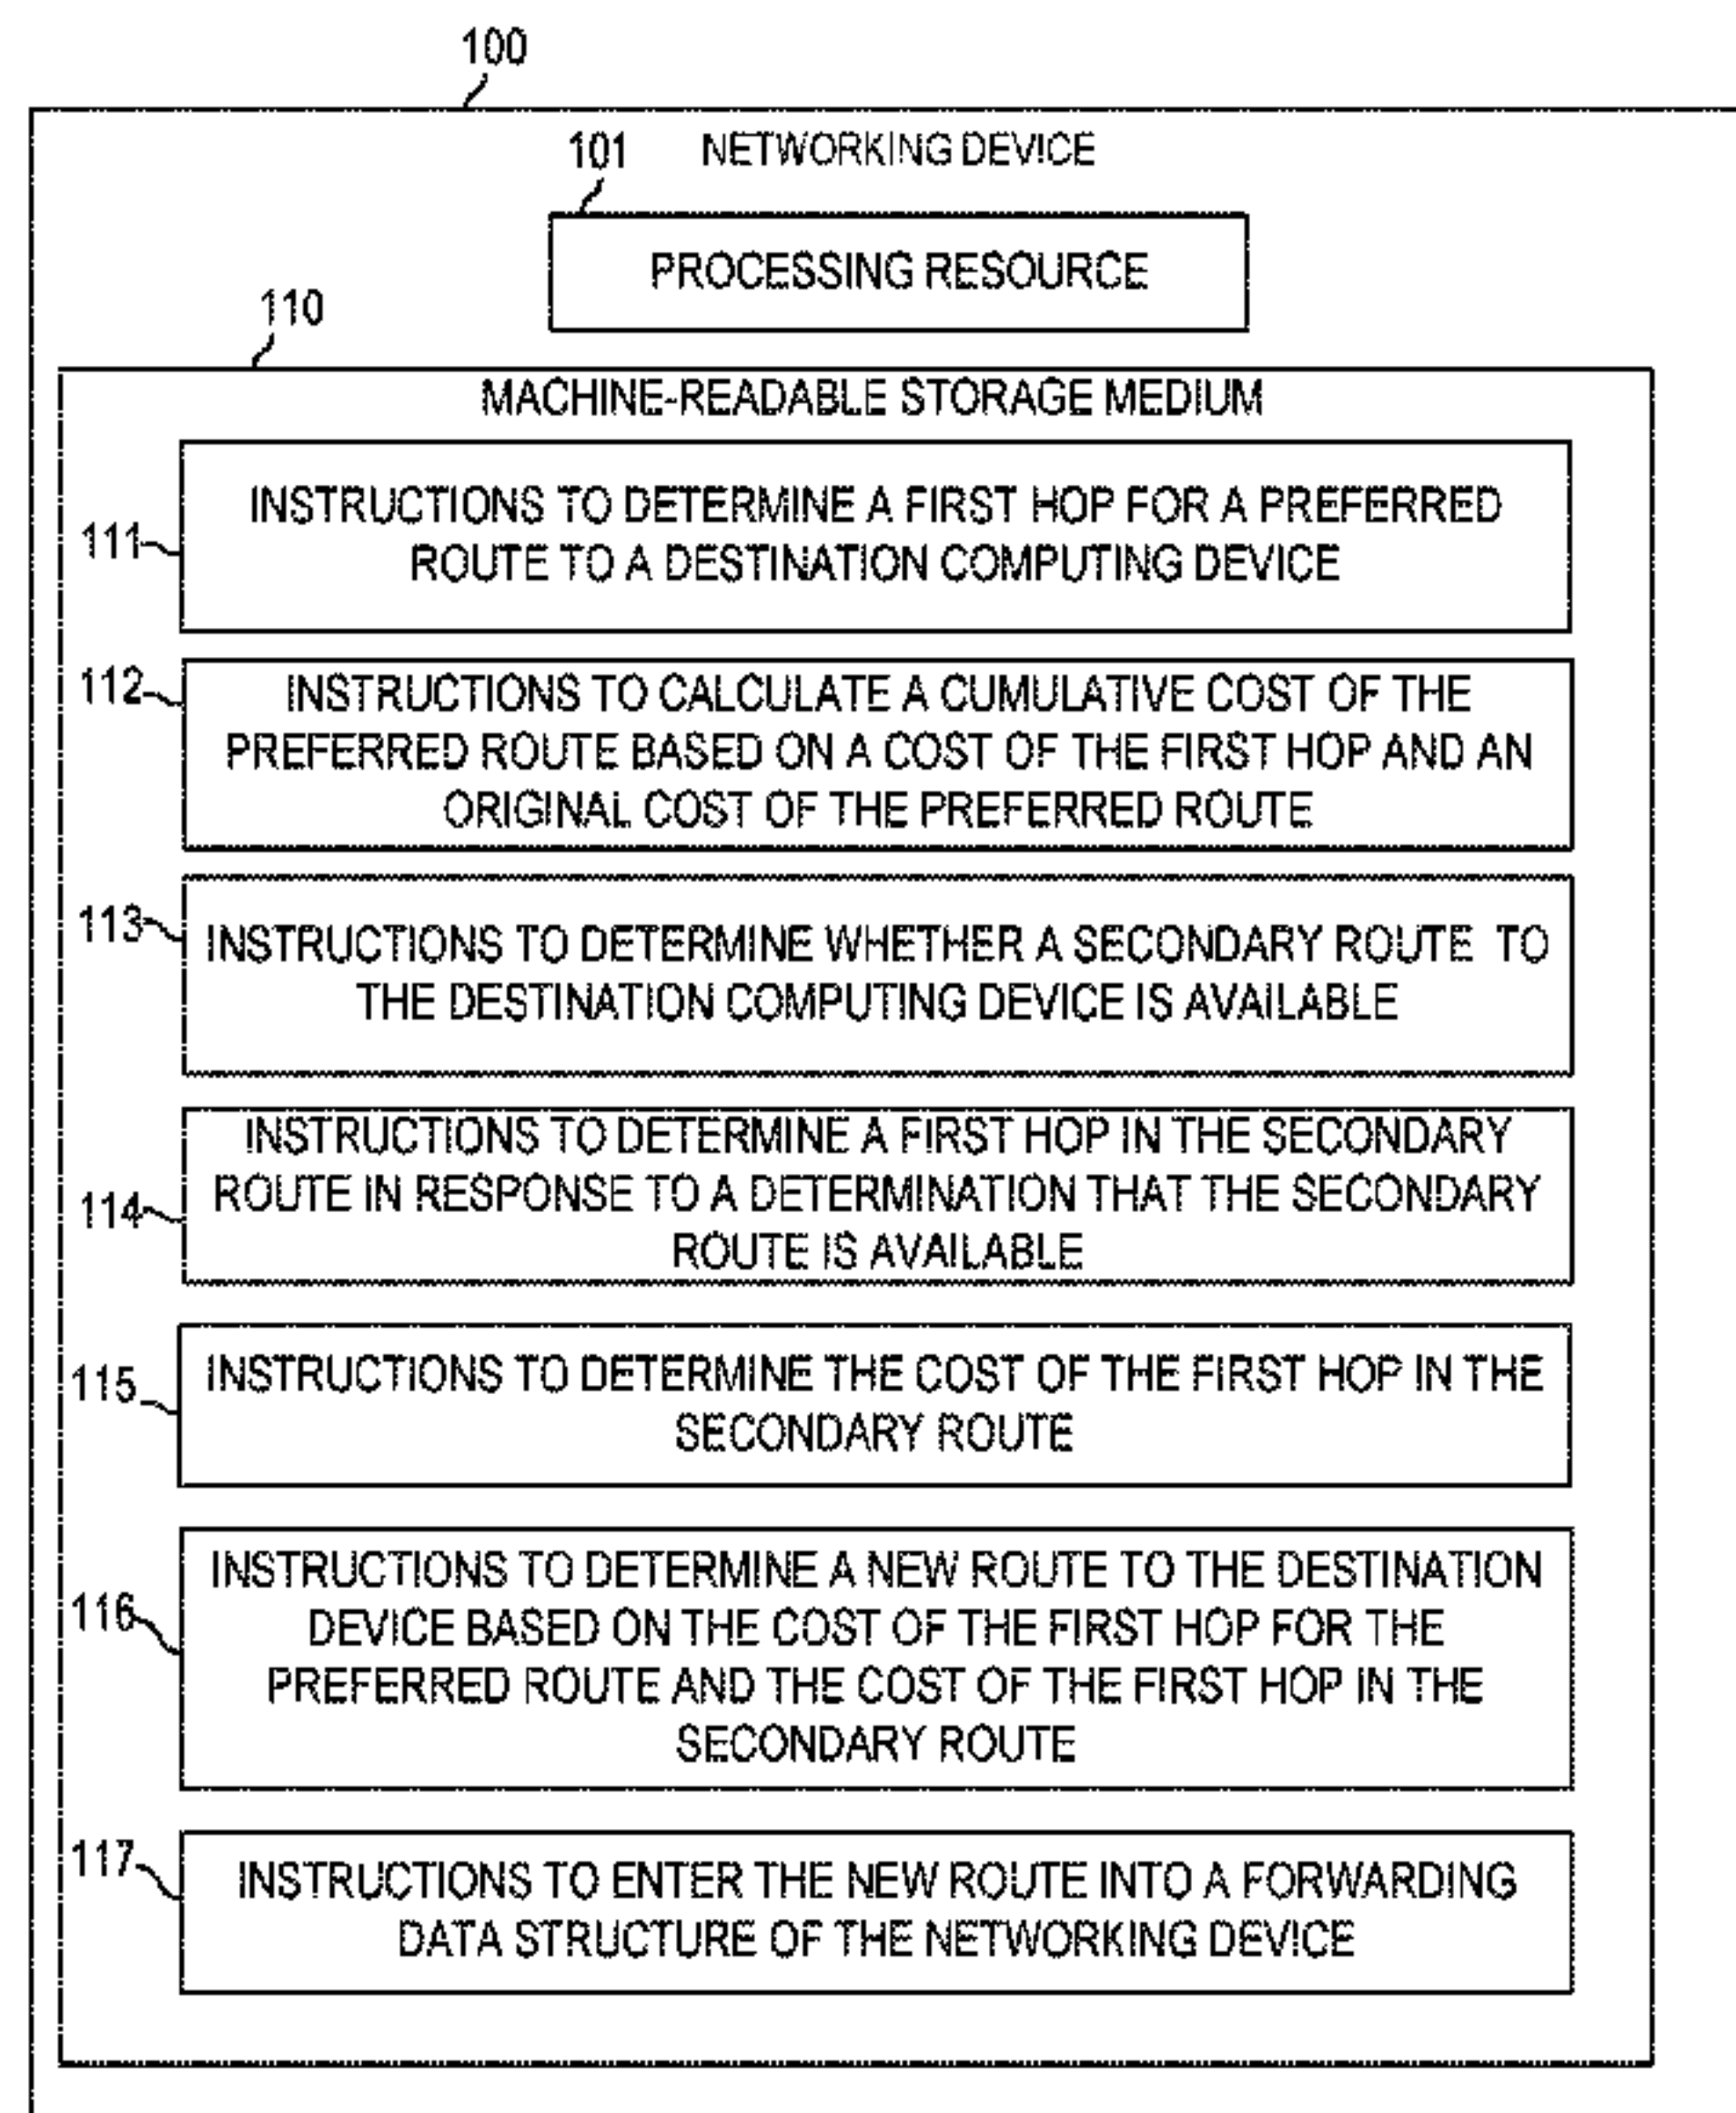 100
101 NETWORKING DEVICE
PROCESSING RESOURCE
110
MACHINE-READABLE STORAGE MEDIUM
111
INSTRUCTIONS TO DETERMINE A FIRST HOP FOR A PREFERRED
ROUTE TO A DESTINATION COMPUTING DEVICE
112
INSTRUCTIONS TO CALCULATE A CUMULATIVE COST OF THE
PREFERRED ROUTE BASED ON A COST OF THE FIRST HOP AND AN
ORIGINAL COST OF THE PREFERRED ROUTE
113
INSTRUCTIONS TO DETERMINE WHETHER A SECONDARY ROUTE TO
THE DESTINATION COMPUTING DEVICE IS AVAILABLE
114
INSTRUCTIONS TO DETERMINE A FIRST HOP IN THE SECONDARY
ROUTE IN RESPONSE TO A DETERMINATION THAT THE SECONDARY
ROUTE IS AVAILABLE
115
INSTRUCTIONS TO DETERMINE THE COST OF THE FIRST HOP IN THE
SECONDARY ROUTE
116
INSTRUCTIONS TO DETERMINE A NEW ROUTE TO THE DESTINATION
DEVICE BASED ON THE COST OF THE FIRST HOP FOR THE
PREFERRED ROUTE AND THE COST OF THE FIRST HOP IN THE
SECONDARY ROUTE
117
INSTRUCTIONS TO ENTER THE NEW ROUTE INTO A FORWARDING
DATA STRUCTURE OF THE NETWORKING DEVICE